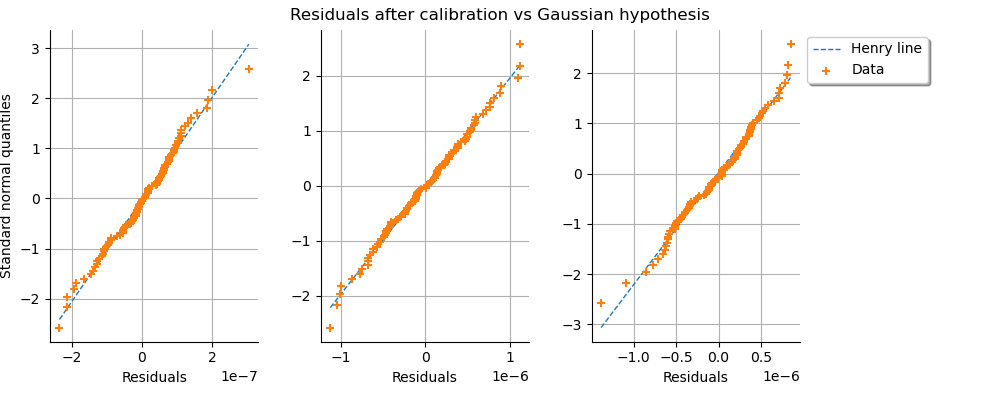 Residuals after calibration vs Gaussian hypothesis
Standard normal quantiles
3
2
1
0
−1
−2
−2
0
2
1e−7
Residuals
2
1
0
−1
−2
−1
0
1
1e−6
Residuals
2
1
0
−1
−2
−3
−1.0
−0.5
0.0
0.5
1e−6
Residuals
Henry line
Data